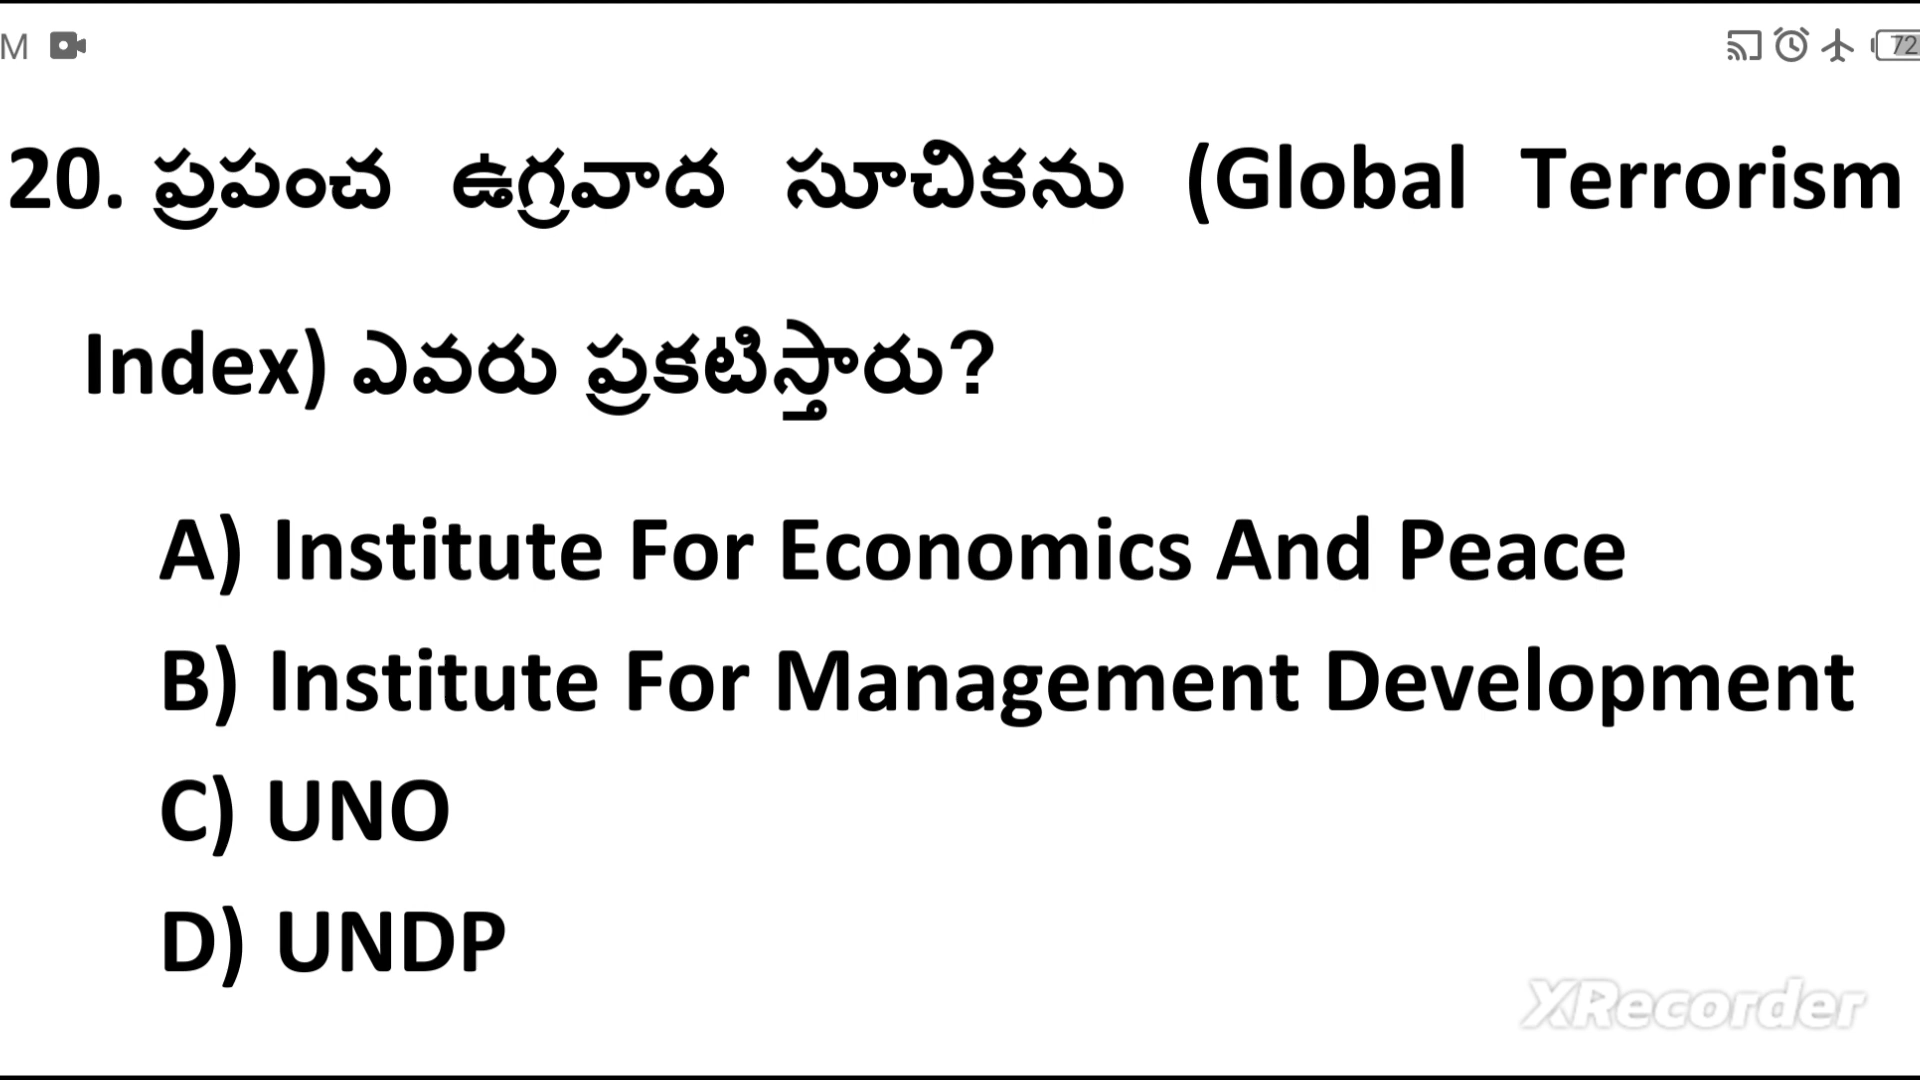 M
72
20. ప్రపంచ ఉగ్రవాద సూచికను (Global Terrorism
Index) ఎవరు ప్రకటిస్తారు?
A) Institute For Economics And Peace
B) Institute For Management Development
C) UNO
D) UNDP
XRecorder